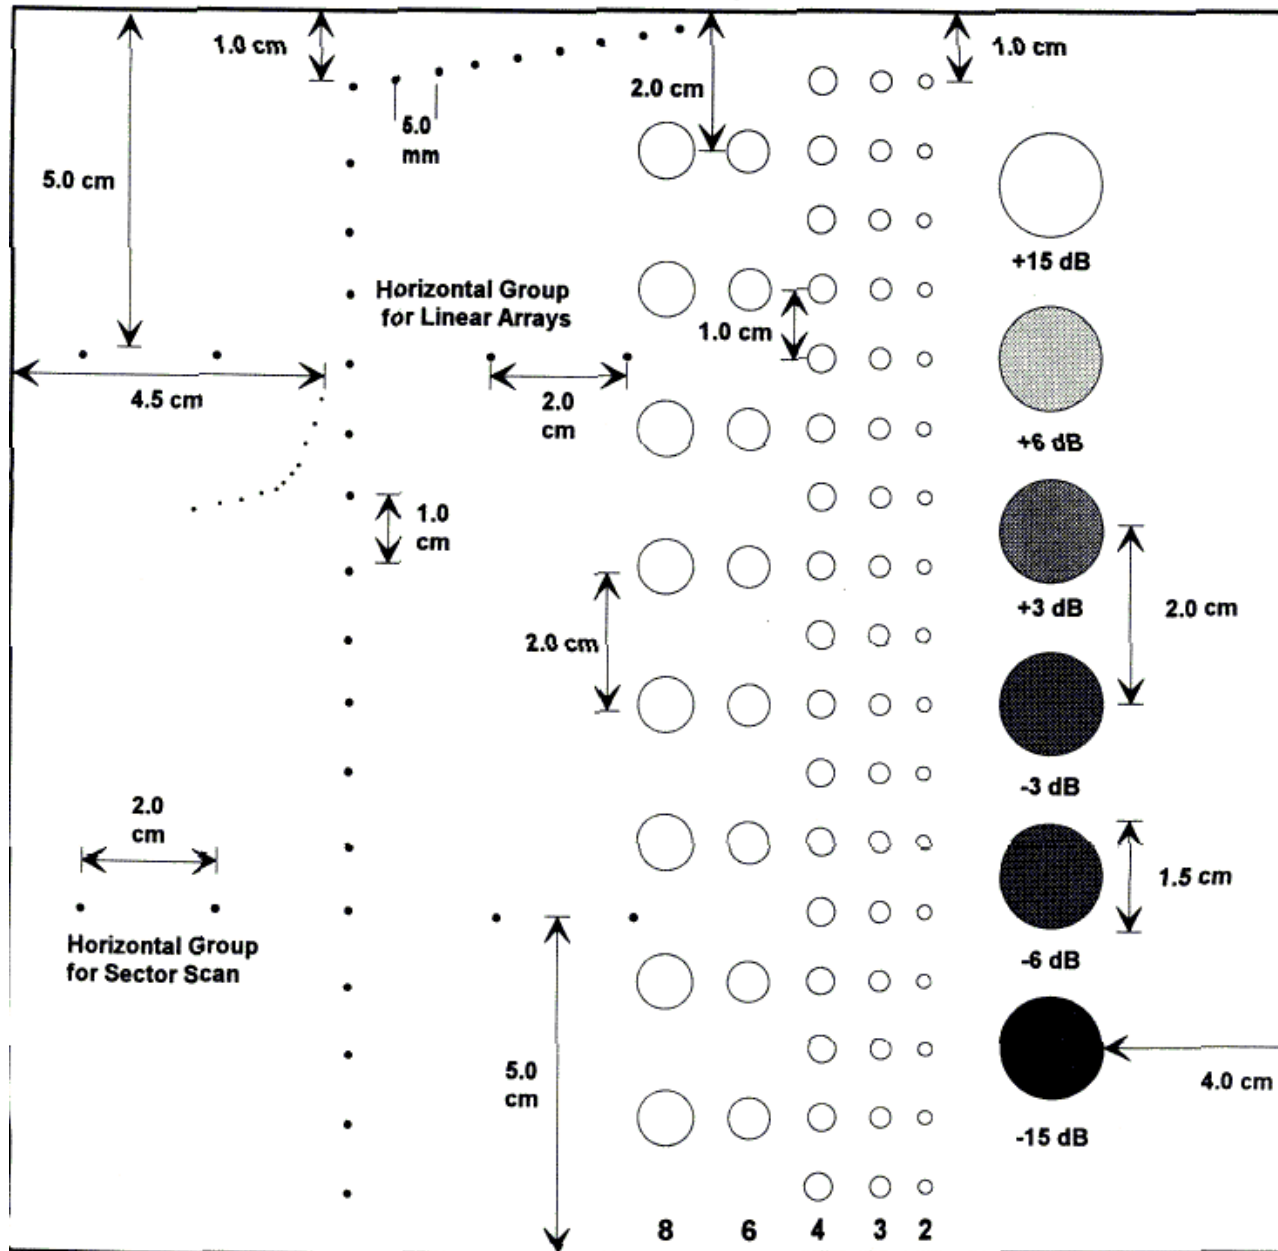 1.0 cm
1.0 cm
2.0 cm
5.0
mm
5.0 cm
+15 dB
Horizontal Group
for Linear Arrays
1.0 cm
4.5 cm
2.0
cm
+6 dB
1.0
cm
+3 dB
2.0 cm
2.0 cm
-3 dB
2.0
cm
1.5 cm
Horizontal Group
for Sector Scan
-6 dB
5.0
cm
4.0 cm
-15 dB
8 6 4 3 2